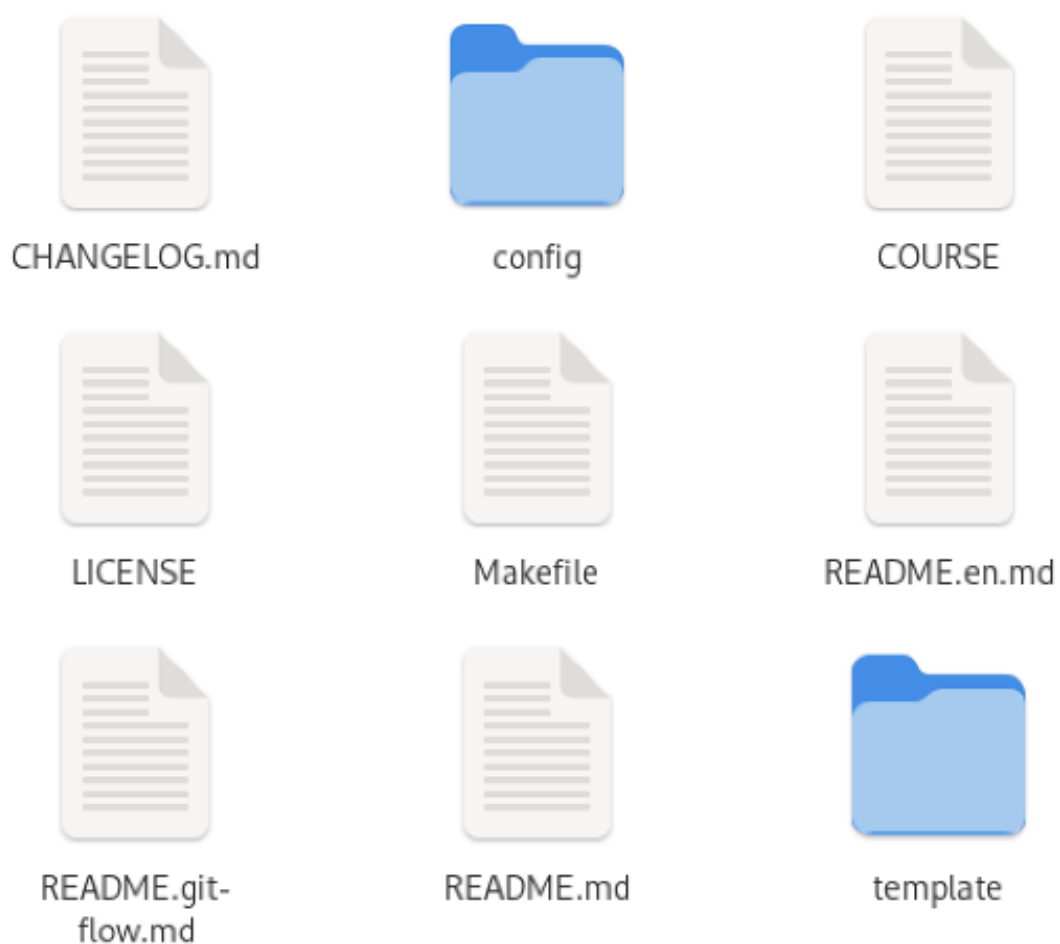 CHANGELOG.md
config
COURSE
LICENSE
Makefile
README.en.md
README.git-
flow.md
README.md
template